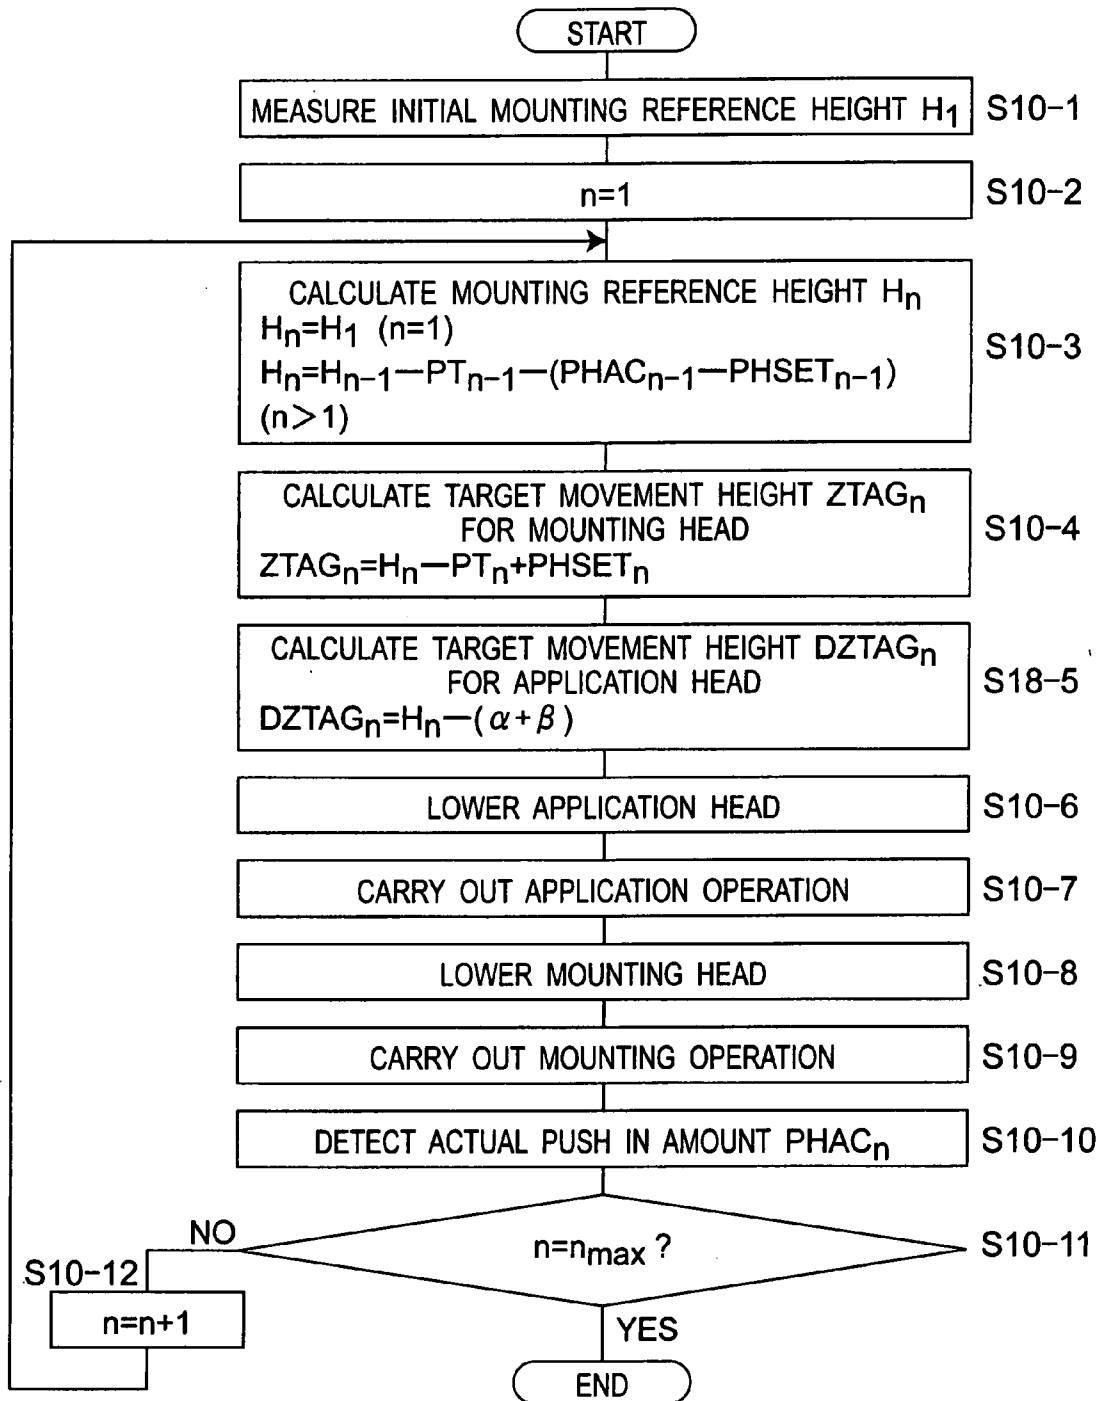 START
MEASURE INITIAL MOUNTING REFERENCE HEIGHT H1 S10-1
n=1 S10-2
CALCULATE MOUNTING REFERENCE HEIGHT Hn
Hn=H1 (n=1)
S10-3
Hn=Hn-1—PTn-1—(PHACn-1—PHSETn-1)
(n>1)
CALCULATE TARGET MOVEMENT HEIGHT ZTAGn
FOR MOUNTING HEAD
S10-4
ZTAGn=Hn—PTn+PHSETn
CALCULATE TARGET MOVEMENT HEIGHT DZTAGn
FOR APPLICATION HEAD
S18-5
DZTAGn=Hn—(α+β)
LOWER APPLICATION HEAD S10-6
CARRY OUT APPLICATION OPERATION S10-7
LOWER MOUNTING HEAD S10-8
CARRY OUT MOUNTING OPERATION S10-9
DETECT ACTUAL PUSH IN AMOUNT PHACn S10-10
NO
n=nmax ? S10-11
S10-12
n=n+1
YES
END